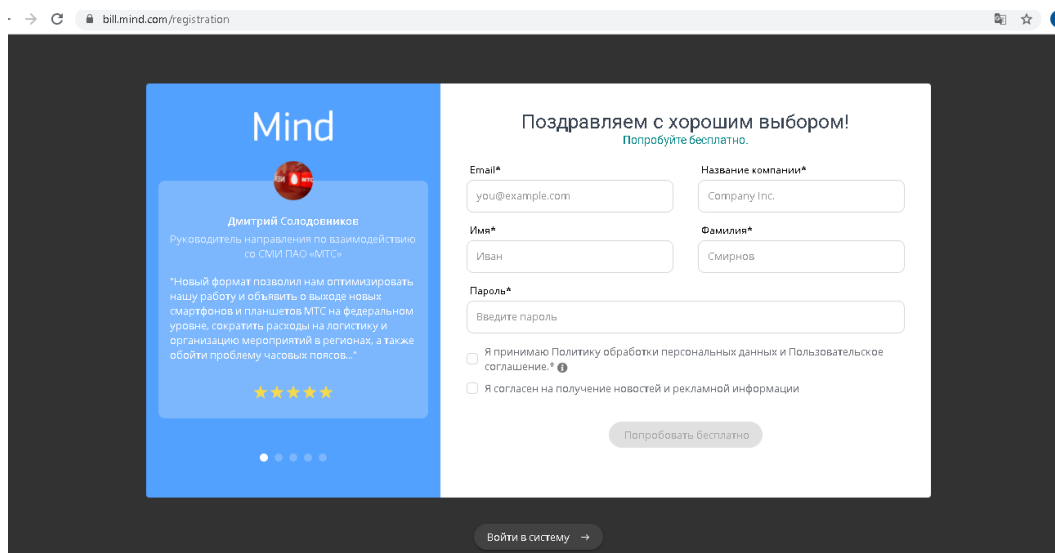 bill.mind.com/registration
Mind
Дмитрий Солодовников
Руководитель направления по взаимодействию
со СМИ ПАО «МТС»
"Новый формат позволил нам оптимизировать
нашу работу и объявить о выходе новых
смартфонов и планшетов МТС на федеральном
уровне, сократить расходы на логистику и
организацию мероприятий в регионах, а также
обойти проблему часовых поясов..."
Поздравляем с хорошим выбором!
Попробуйте бесплатно.
Email* Название компании*
you@example.com Company Inc.
Имя* Фамилия*
Иван Смирнов
Пароль*
Введите пароль
Я принимаю Политику обработки персональных данных и Пользовательское
соглашение.*
Я согласен на получение новостей и рекламной информации
Попробовать бесплатно
Войти в систему →